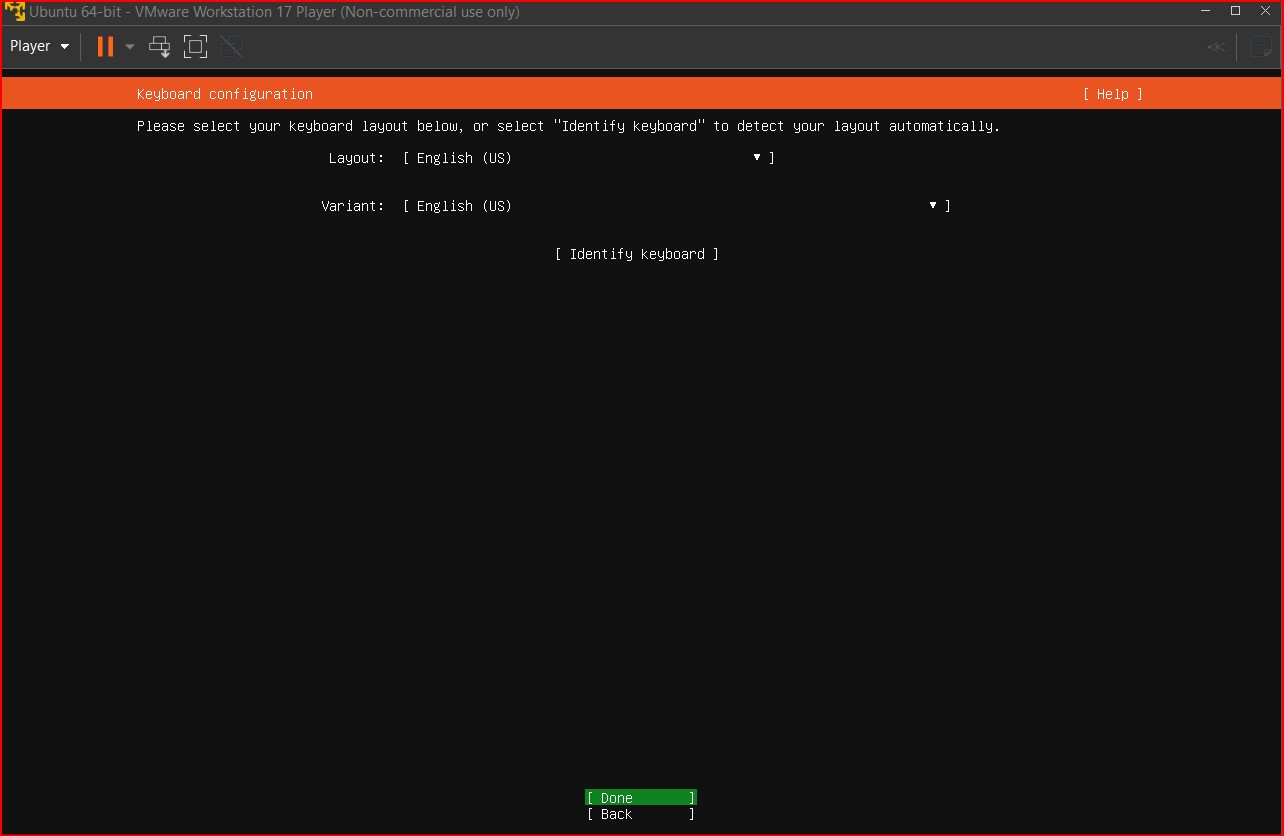 Ubuntu 64-bit - VMware Workstation 17 Player (Non-commercial use only)
Player
Keyboard configuration [ Help ]
Please select your keyboard layout below, or select "Identify keyboard" to detect your layout automatically.
Layout: [ English (US) ▾ ]
Variant: [ English (US) ▾ ]
[ Identify keyboard ]
[ Done ]
[ Back ]